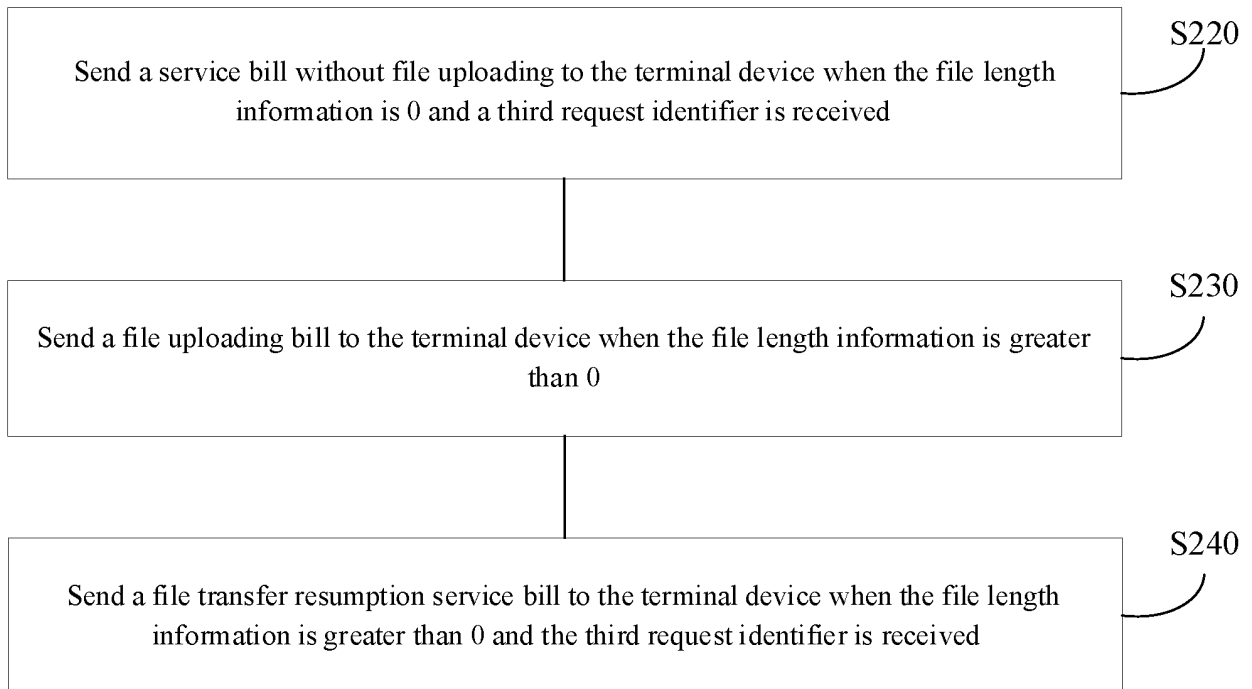 S220
Send a service bill without file uploading to the terminal device when the file length
information is 0 and a third request identifier is received
S230
Send a file uploading bill to the terminal device when the file length information is greater
than 0
S240
Send a file transfer resumption service bill to the terminal device when the file length
information is greater than 0 and the third request identifier is received